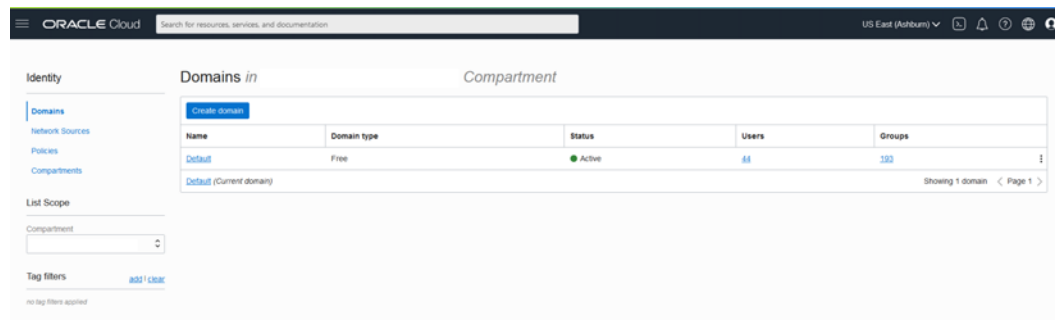 ORACLE Cloud
Search for resources, services, and documentation
US East (Ashburn)
Identity
Domains
Network Sources
Policies
Compartments
List Scope
Compartment
Tag filters add | clear
no tag filters applied
Domains in Compartment
Create domain
Name Domain type Status Users Groups
Default Free Active 44 193
Default (Current domain) Showing 1 domain < Page 1 >